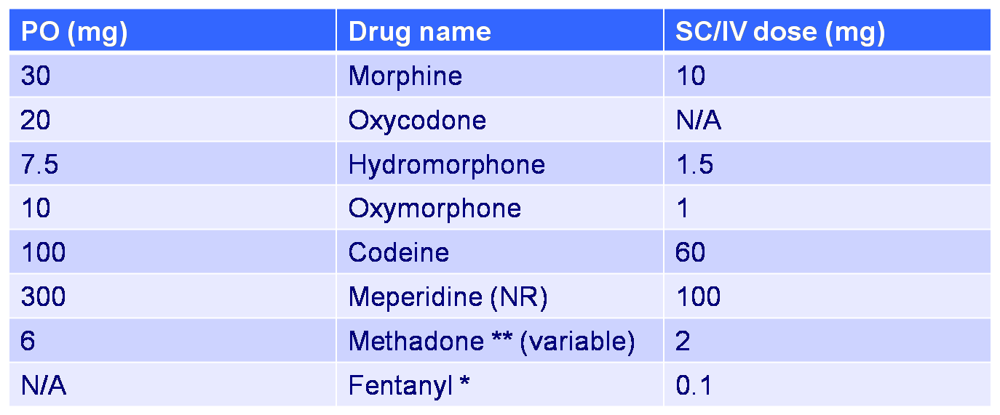 PO (mg) Drug name SC/IV dose (mg)
30 Morphine 10
20 Oxycodone N/A
7.5 Hydromorphone 1.5
10 Oxymorphone 1
100 Codeine 60
300 Meperidine (NR) 100
6 Methadone ** (variable) 2
N/A Fentanyl * 0.1